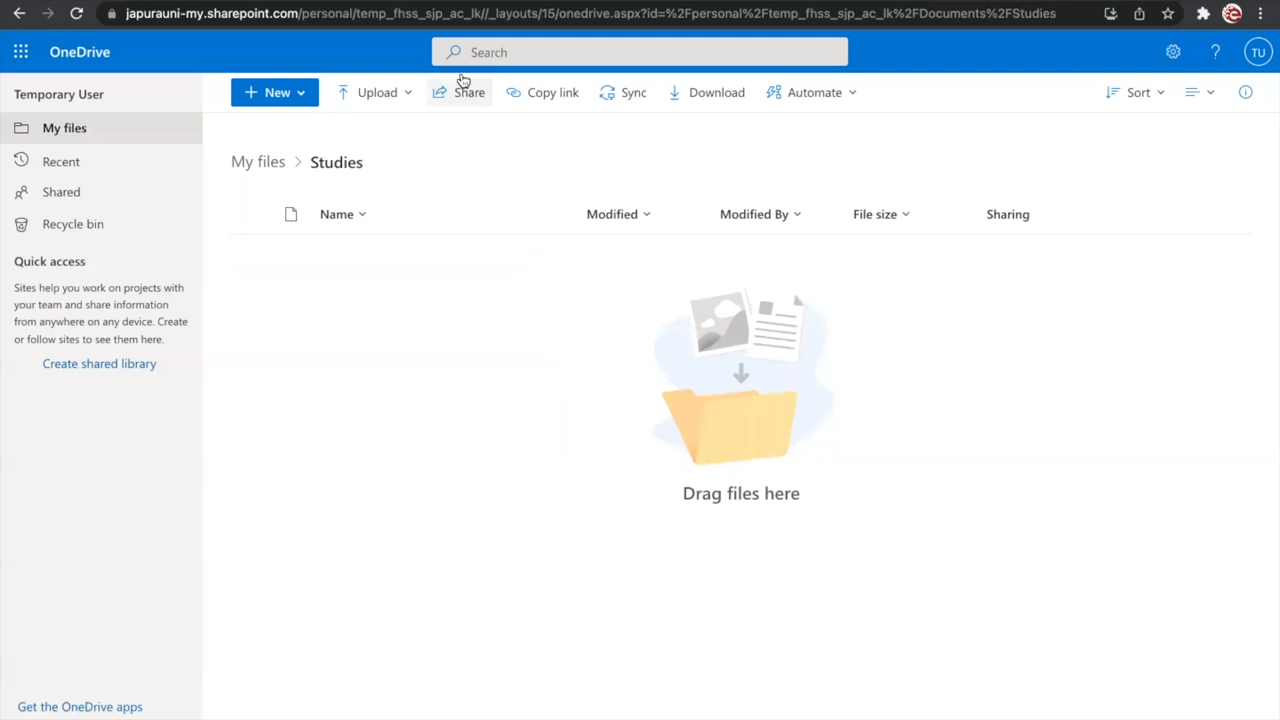 japurauni-my.sharepoint.com/personal/temp_fhss_sjp_ac_lk//_layouts/15/onedrive.aspx?id=%2Fpersonal%2Ftemp_fhss_sjp_ac_lk%2FDocuments%2FStudies
OneDrive
Search
TU
Temporary User
New
Upload
Share
Copy link
Sync
Download
Automate
Sort
My files
Recent
Shared
Recycle bin
Quick access
Sites help you work on projects with
your team and share information
from anywhere on any device. Create
or follow sites to see them here.
Create shared library
Get the OneDrive apps
My files > Studies
Name
Modified
Modified By
File size
Sharing
Drag files here